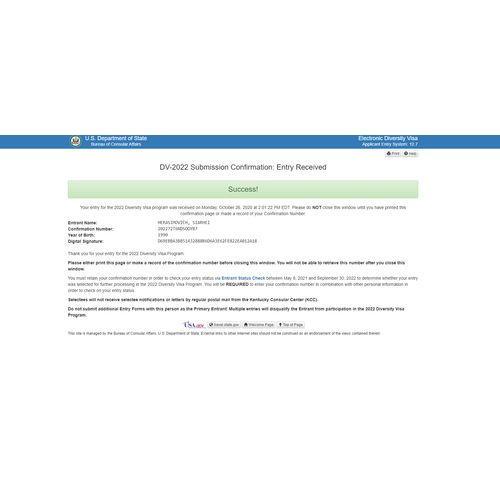 U.S. Department of State Electronic Diversity Visa
Bureau of Consular Affairs Applicant Entry System: 12.7
Print Help
DV-2022 Submission Confirmation: Entry Received
Success!
Your entry for the 2022 Diversity Visa program was received on Monday, October 26, 2020 at 2:01:22 PM EDT. Please do NOT close this window until you have printed this
confirmation page or made a record of your Confirmation Number.
Entrant Name: HERASIMOVICH, SIARHEI
Confirmation Number:
Year of Birth: 1990
Digital Signature:
Thank you for your entry for the 2022 Diversity Visa Program.
Please either print this page or make a record of the confirmation number before closing this window. You will not be able to retrieve this number after you close this
window.
You must retain your confirmation number in order to check your entry status via Entrant Status Check between May 8, 2021 and September 30, 2022 to determine whether your entry
was selected for further processing in the 2022 Diversity Visa Program. You will be REQUIRED to enter your confirmation number in combination with other personal information in
order to check on your entry status.
Selectees will not receive selectee notifications or letters by regular postal mail from the Kentucky Consular Center (KCC).
Do not submit additional Entry Forms with this person as the Primary Entrant! Multiple entries will disqualify the Entrant from participation in the 2022 Diversity Visa
Program.
USA.gov travel.state.gov Welcome Page Top of Page
This site is managed by the Bureau of Consular Affairs, U.S. Department of State. External links to other Internet sites should not be construed as an endorsement of the views contained therein.